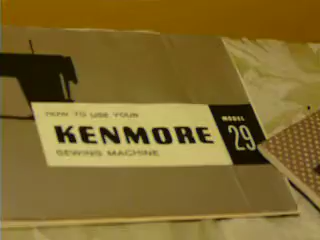 HOW TO USE YOUR
KENMORE
SEWING MACHINE
MODEL
29